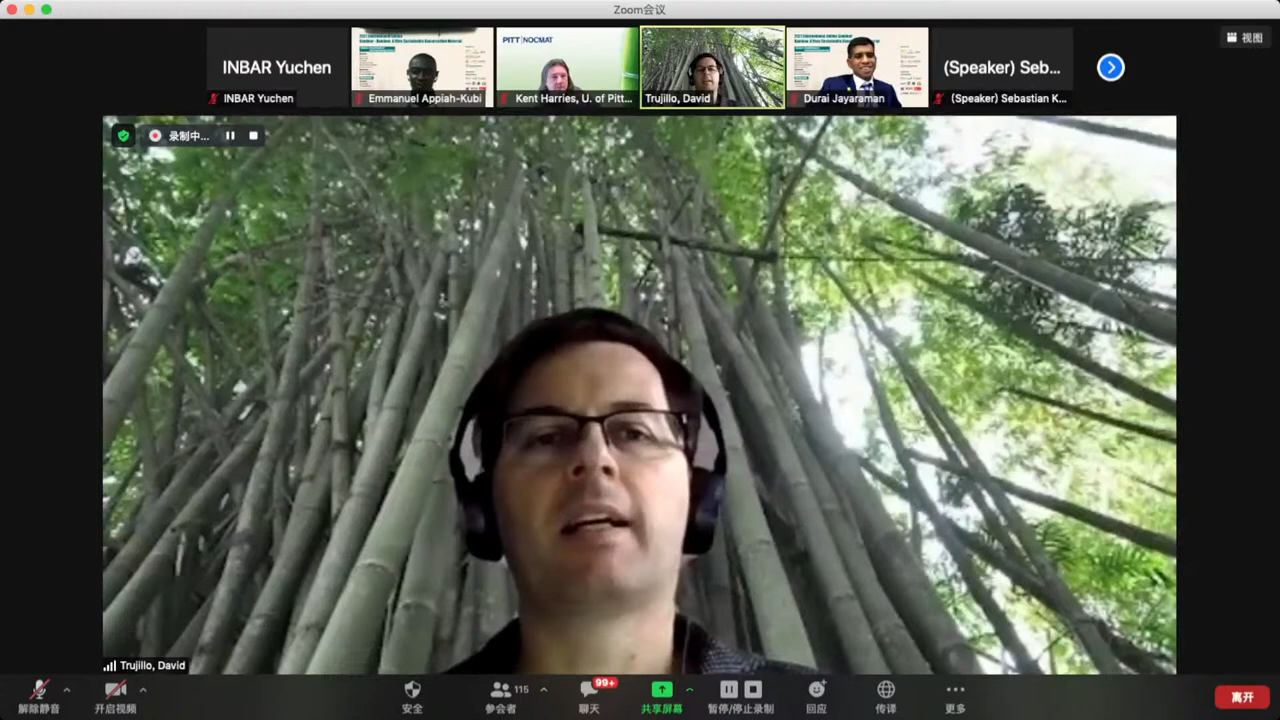 Zoom会议
视图
INBAR Yuchen
INBAR Yuchen
Emmanuel Appiah-Kubi
PITT|NOCMAT
Kent Harries, U. of Pitt...
Trujillo, David
Durai Jayaraman
(Speaker) Seb...
(Speaker) Sebastian K...
录制中...
Trujillo, David
解除静音
开启视频
安全
115
参会者
99+
聊天
共享屏幕
暂停/停止录制
回应
传译
更多
离开